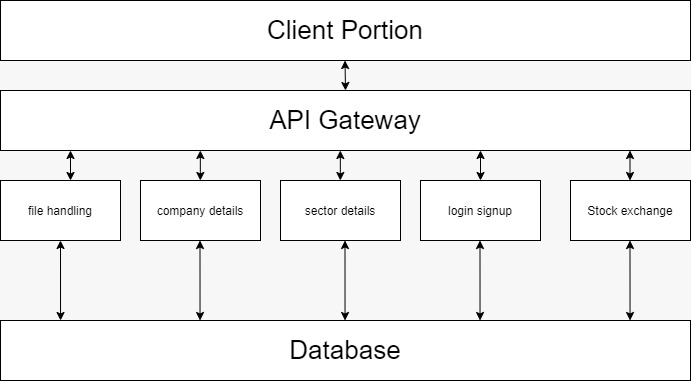 Client Portion
API Gateway
file handling
company details
sector details
login signup
Stock exchange
Database